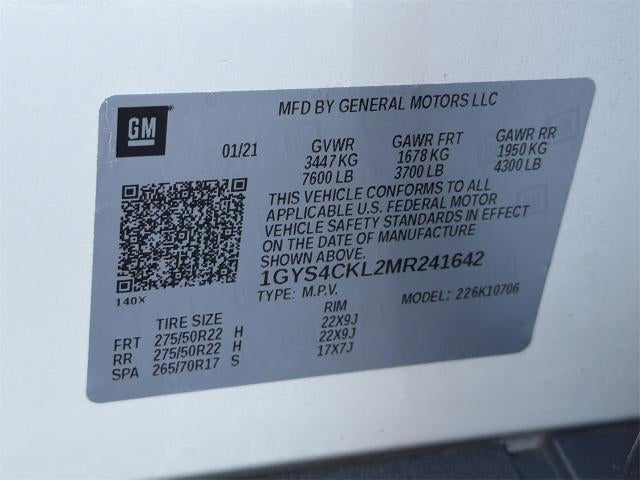 MFD BY GENERAL MOTORS LLC
GM
01/21 GVWR GAWR FRT GAWR RR
3447 KG 1678 KG 1950 KG
7600 LB 3700 LB 4300 LB
THIS VEHICLE CONFORMS TO ALL
APPLICABLE U.S. FEDERAL MOTOR
VEHICLE SAFETY STANDARDS IN EFFECT
ON THE DATE OF MANUFACTURE
SHOWN ABOVE.
1GYS4CKL2MR241642
140X
TYPE: M.P.V. MODEL: 226K10706
TIRE SIZE RIM
FRT 275/50R22 H 22X9J
RR 275/50R22 H 22X9J
SPA 265/70R17 S 17X7J